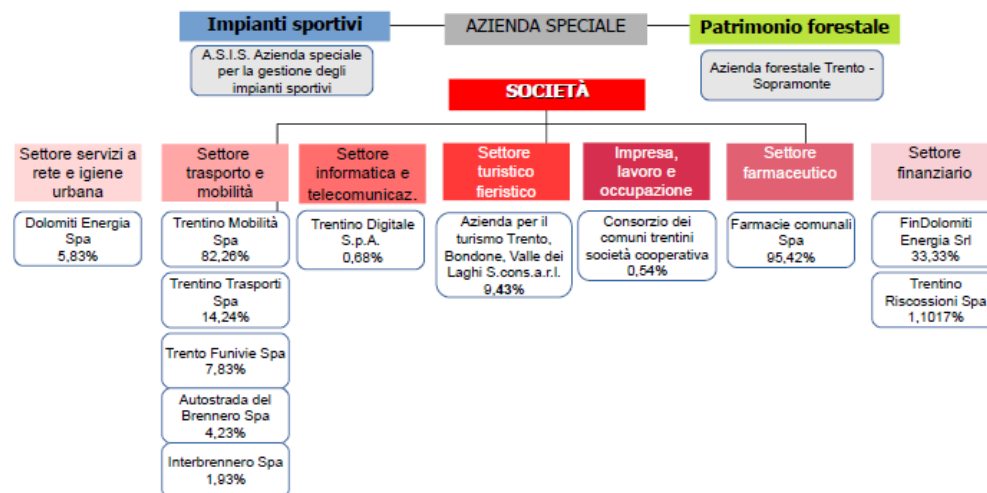 Impianti sportivi
AZIENDA SPECIALE
Patrimonio forestale
A.S.I.S. Azienda speciale
per la gestione degli
impianti sportivi
Azienda forestale Trento -
Sopramonte
SOCIETÀ
Settore servizi a
rete e igiene
urbana
Settore
trasporto e
mobilità
Settore
informatica e
telecomunicaz.
Settore
turistico
fieristico
Impresa,
lavoro e
occupazione
Settore
farmaceutico
Settore
finanziario
Dolomiti Energia
Spa
5,83%
Trentino Mobilità
Spa
82,26%
Trentino Digitale
S.p.A.
0,68%
Azienda per il
turismo Trento,
Bondone, Valle dei
Laghi S.cons.a.r.l.
9,43%
Consorzio dei
comuni trentini
società cooperativa
0,54%
Farmacie comunali
Spa
95,42%
FinDolomiti
Energia Srl
33,33%
Trentino Trasporti
Spa
14,24%
Trentino
Riscossioni Spa
1,1017%
Trento Funivie Spa
7,83%
Autostrada del
Brennero Spa
4,23%
Interbrennero Spa
1,93%